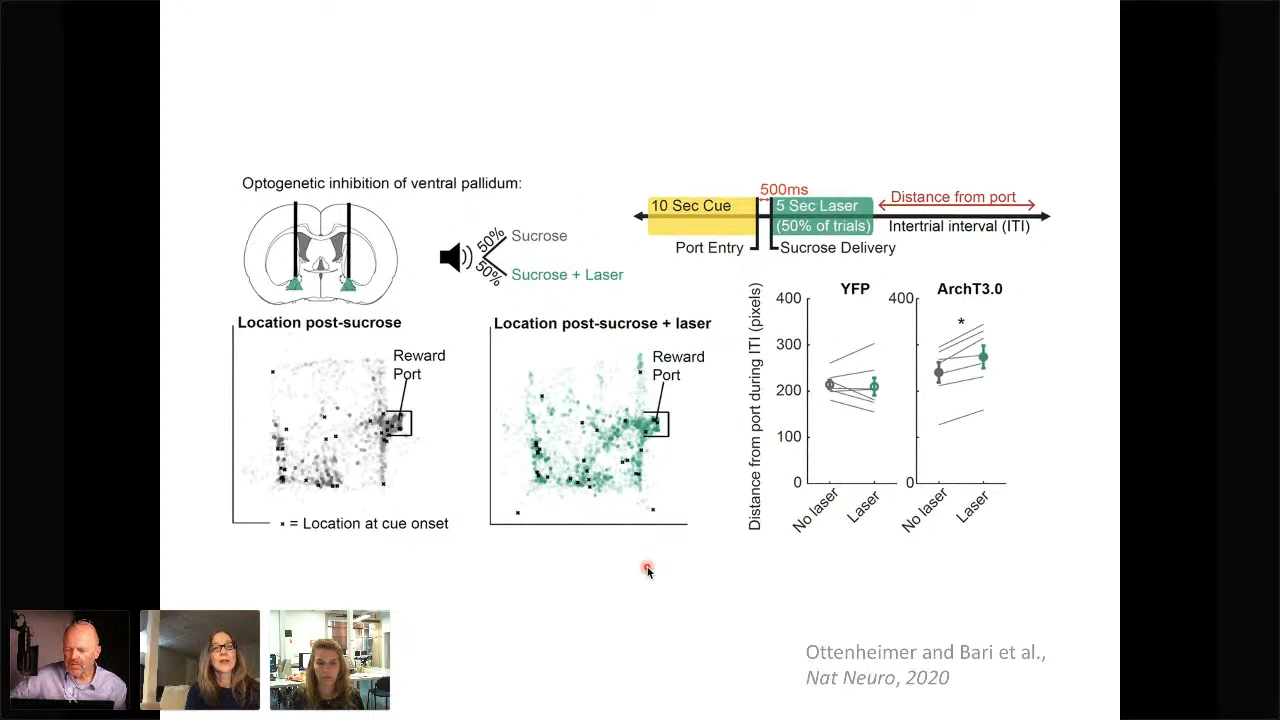 Optogenetic inhibition of ventral pallidum:
50%
50%
Sucrose
Sucrose + Laser
500ms
10 Sec Cue
5 Sec Laser
(50% of trials)
Distance from port
Intertrial interval (ITI)
Port Entry
Sucrose Delivery
Location post-sucrose
Reward
Port
× = Location at cue onset
Location post-sucrose + laser
Reward
Port
Distance from port during ITI (pixels)
YFP
400
300
200
100
0
No laser
Laser
ArchT3.0
400
*
0
No laser
Laser
Ottenheimer and Bari et al.,
Nat Neuro, 2020